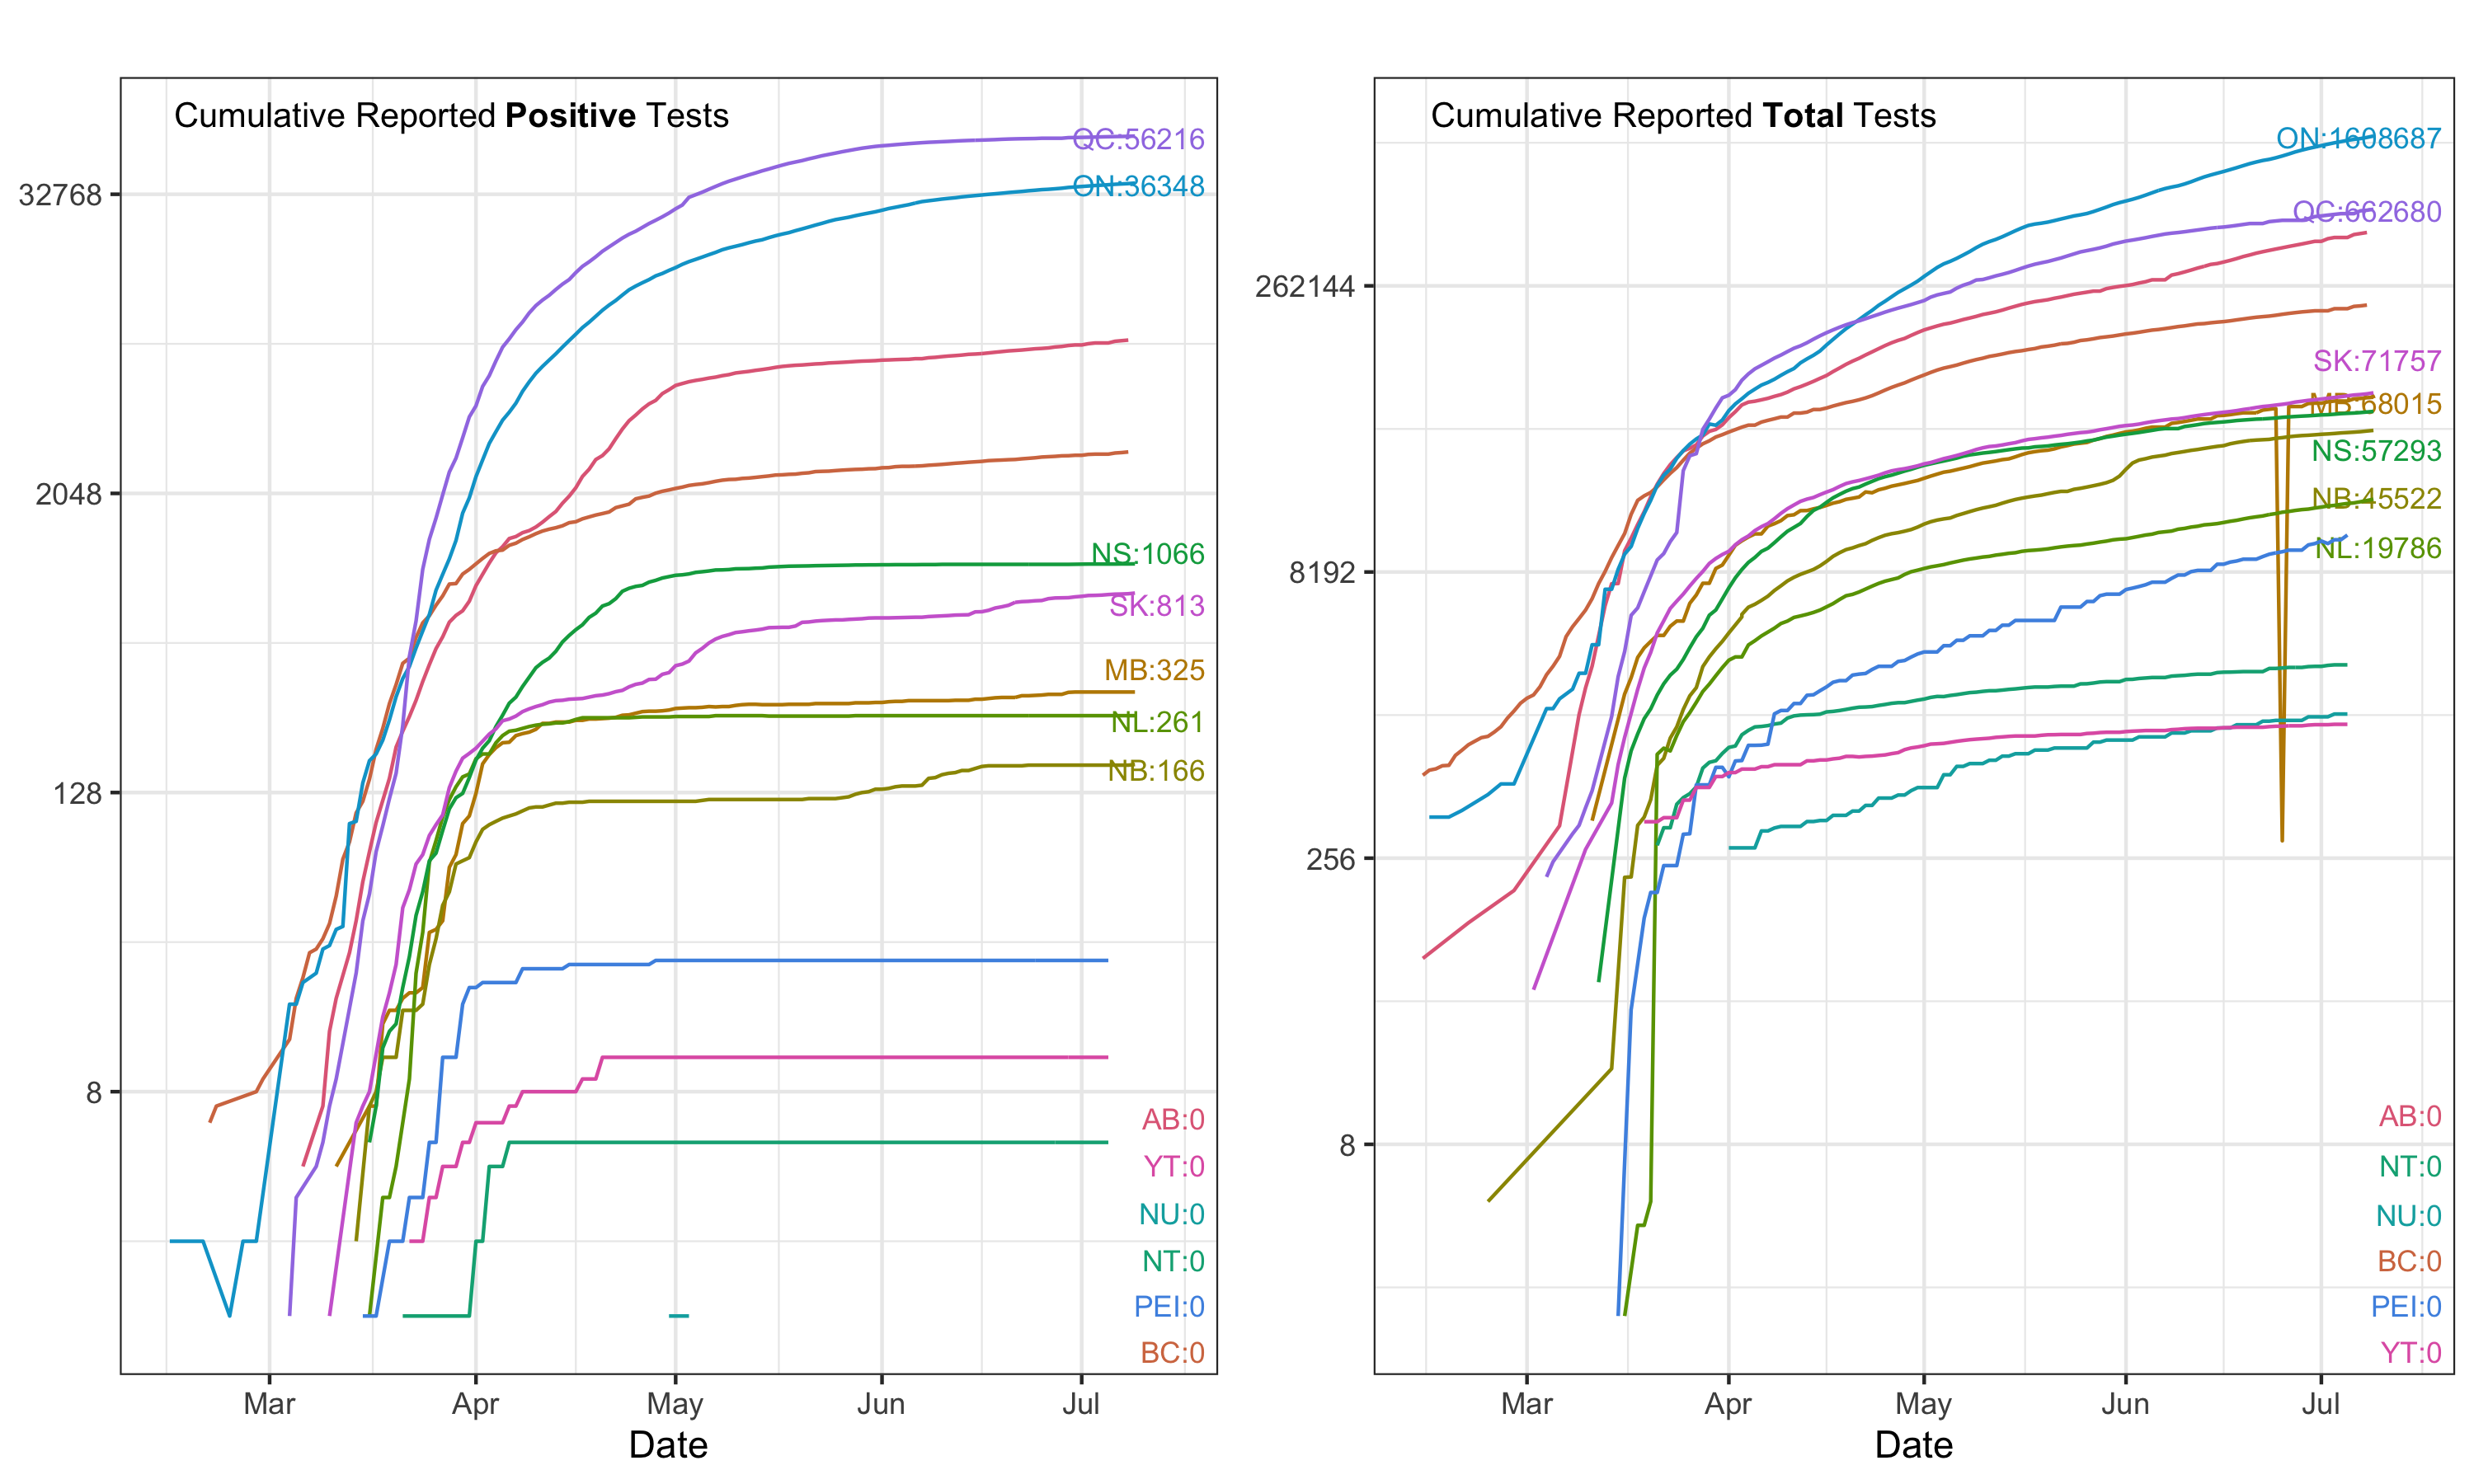 Cumulative Reported Positive Tests
QC:56216
ON:36348
32768
2048
NS:1066
SK:813
MB:325
NL:261
NB:166
128
8
AB:0
YT:0
NU:0
NT:0
PEI:0
BC:0
Mar Apr May Jun Jul
Date
Cumulative Reported Total Tests
ON:1608687
QC:662680
262144
SK:71757
MB:68015
NS:57293
NB:45522
NL:19786
8192
256
8
AB:0
NT:0
NU:0
BC:0
PEI:0
YT:0
Mar Apr May Jun Jul
Date